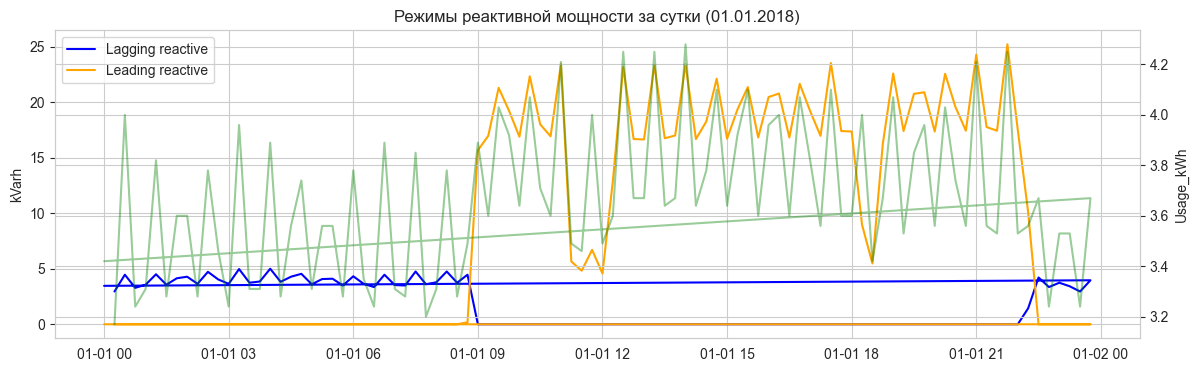 Режимы реактивной мощности за сутки (01.01.2018)
Lagging reactive
Leading reactive
kVarh
25
20
15
10
5
0
4.2
4.0
3.8
3.6
3.4
3.2
Usage_kWh
01-01 00 01-01 03 01-01 06 01-01 09 01-01 12 01-01 15 01-01 18 01-01 21 01-02 00